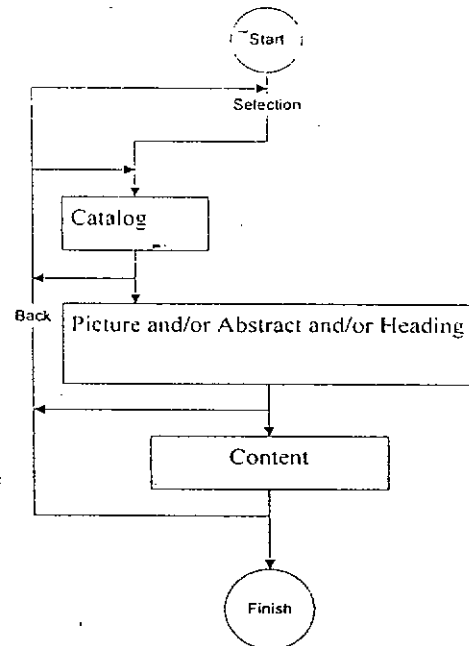 Start
Selection
Catalog
Back
Picture and/or Abstract and/or Heading
Content
Finish